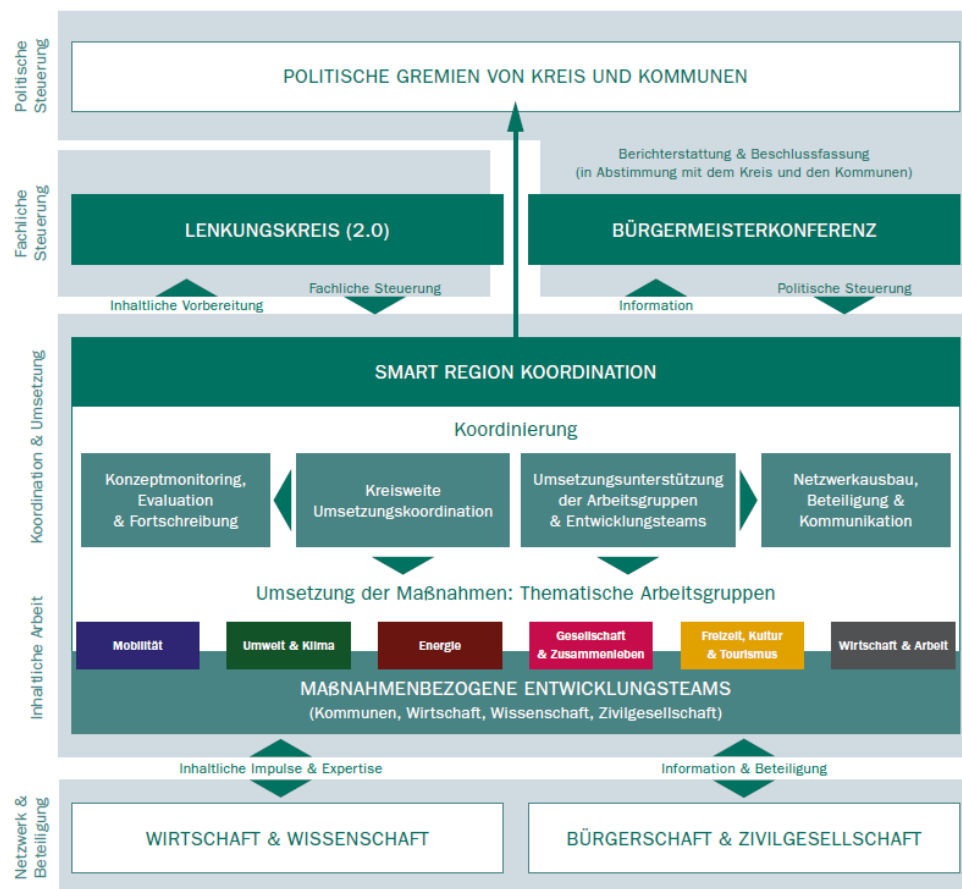 Politische
Steuerung
POLITISCHE GREMIEN VON KREIS UND KOMMUNEN
Berichterstattung & Beschlussfassung
(in Abstimmung mit dem Kreis und den Kommunen)
Fachliche
Steuerung
LENKUNGSKREIS (2.0)
BÜRGERMEISTERKONFERENZ
Inhaltliche Vorbereitung
Fachliche Steuerung
Information
Politische Steuerung
Koordination & Umsetzung
SMART REGION KOORDINATION
Koordinierung
Konzeptmonitoring,
Evaluation
& Fortschreibung
Kreisweite
Umsetzungskoordination
Umsetzungsunterstützung
der Arbeitsgruppen
& Entwicklungsteams
Netzwerkausbau,
Beteiligung &
Kommunikation
Inhaltliche Arbeit
Umsetzung der Maßnahmen: Thematische Arbeitsgruppen
Mobilität
Umwelt & Klima
Energie
Gesellschaft
& Zusammenleben
Freizeit, Kultur
& Tourismus
Wirtschaft & Arbeit
MAßNAHMENBEZOGENE ENTWICKLUNGSTEAMS
(Kommunen, Wirtschaft, Wissenschaft, Zivilgesellschaft)
Inhaltliche Impulse & Expertise
Information & Beteiligung
Netzwerk &
Beteiligung
WIRTSCHAFT & WISSENSCHAFT
BÜRGERSCHAFT & ZIVILGESELLSCHAFT